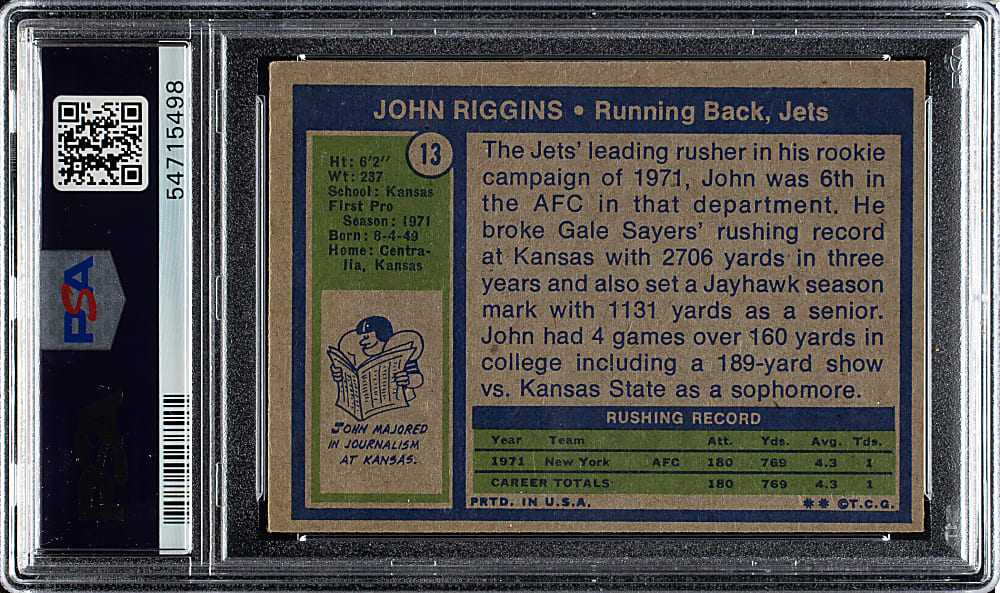 54715498
PSA
PSA
JOHN RIGGINS • Running Back, Jets
13
Ht: 6'2"
Wt: 237
School: Kansas
First Pro
Season: 1971
Born: 8-4-49
Home: Centra-
lia, Kansas
JOHN MAJORED
IN JOURNALISM
AT KANSAS.
The Jets' leading rusher in his rookie
campaign of 1971, John was 6th in
the AFC in that department. He
broke Gale Sayers' rushing record
at Kansas with 2706 yards in three
years and also set a Jayhawk season
mark with 1131 yards as a senior.
John had 4 games over 160 yards in
college including a 189-yard show
vs. Kansas State as a sophomore.
RUSHING RECORD
Year Team Att. Yds. Avg. Tds.
1971 New York AFC 180 769 4.3 1
CAREER TOTALS 180 769 4.3 1
PRTD. IN U.S.A. ** ©T.C.G.